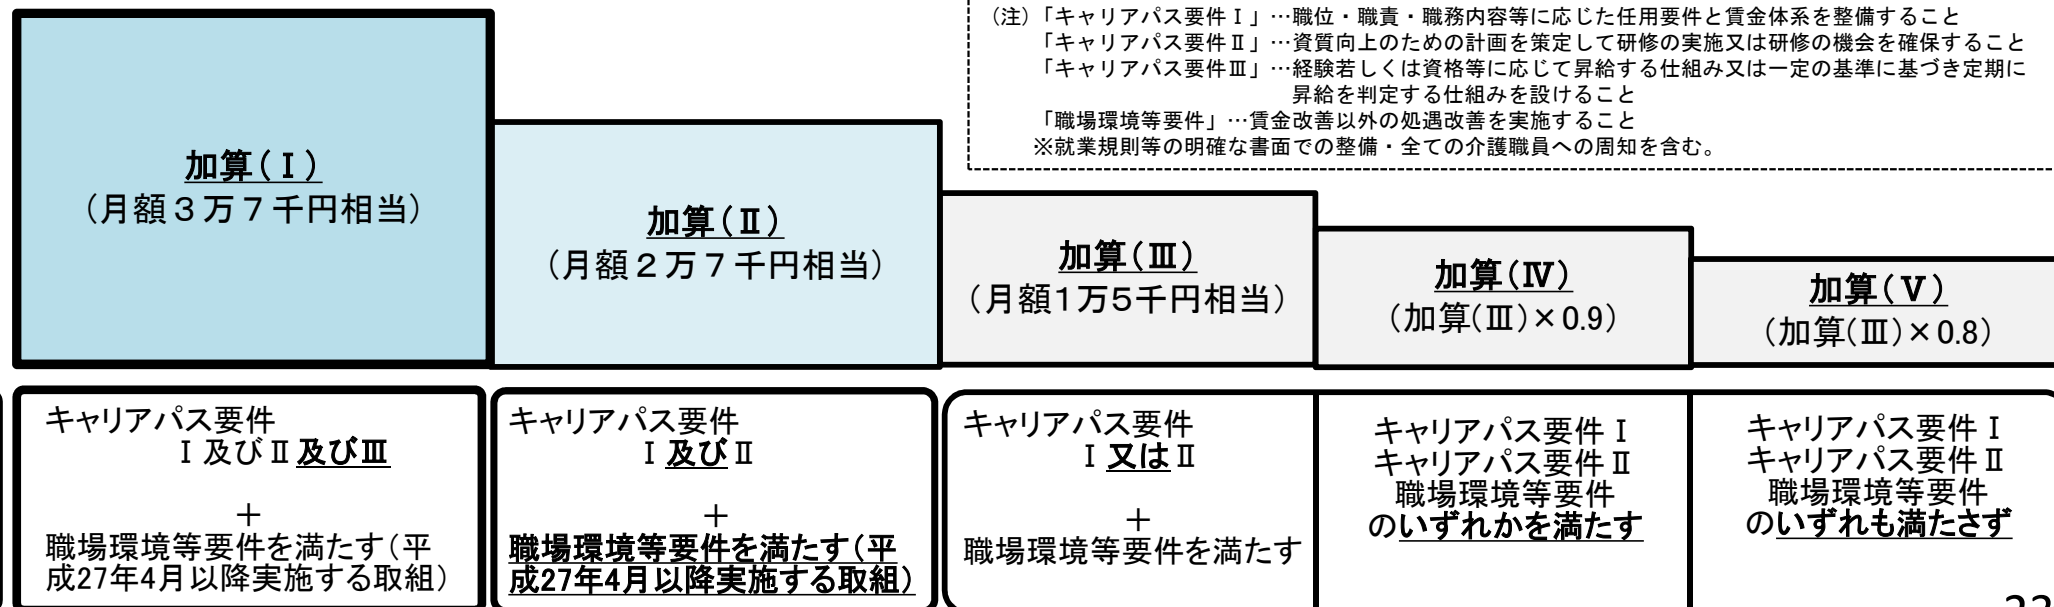 （注）「キャリアパス要件Ⅰ」…職位・職責・職務内容等に応じた任用要件と賃金体系を整備すること
「キャリアパス要件Ⅱ」…資質向上のための計画を策定して研修の実施又は研修の機会を確保すること
「キャリアパス要件Ⅲ」…経験若しくは資格等に応じて昇給する仕組み又は一定の基準に基づき定期に
昇給を判定する仕組みを設けること
「職場環境等要件」…賃金改善以外の処遇改善を実施すること
※就業規則等の明確な書面での整備・全ての介護職員への周知を含む。
加算（Ⅰ）
（月額３万７千円相当）
加算（Ⅱ）
（月額２万７千円相当）
加算（Ⅲ）
（月額1万5千円相当）
加算（Ⅳ）
（加算(Ⅲ)×0.9）
加算（Ⅴ）
（加算(Ⅲ)×0.8）
キャリアパス要件
Ⅰ及びⅡ及びⅢ
＋
職場環境等要件を満たす（平
成27年4月以降実施する取組）
キャリアパス要件
Ⅰ及びⅡ
＋
職場環境等要件を満たす（平
成27年4月以降実施する取組）
キャリアパス要件
Ⅰ又はⅡ
＋
職場環境等要件を満たす
キャリアパス要件Ⅰ
キャリアパス要件Ⅱ
職場環境等要件
のいずれかを満たす
キャリアパス要件Ⅰ
キャリアパス要件Ⅱ
職場環境等要件
のいずれも満たさず